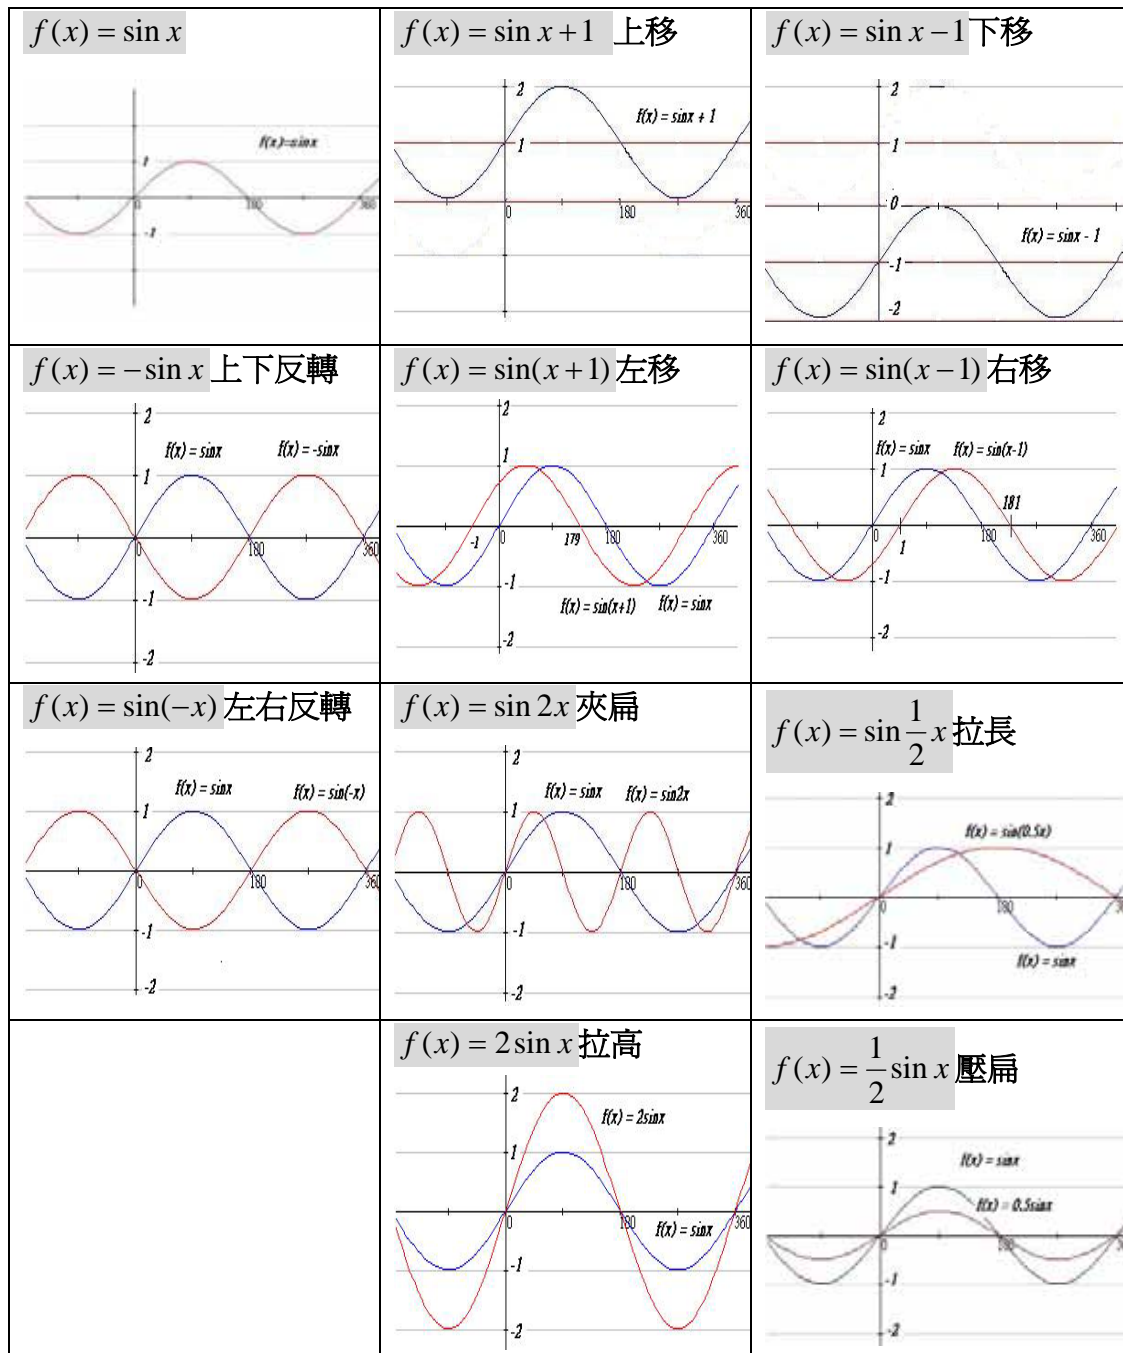 f(x) = sin x
f(x)=sinx
1
0
180
360
-1
f(x) = sin x + 1 上移
2
f(x) = sinx + 1
1
0
180
360
f(x) = sin x − 1 下移
2
1
0
f(x) = sinx - 1
-1
-2
f(x) = − sin x 上下反轉
2
f(x) = sinx
f(x) = -sinx
1
0
180
360
-1
-2
f(x) = sin(x + 1) 左移
2
1
-1
0
179
180
360
-1
f(x) = sin(x+1)
f(x) = sinx
-2
f(x) = sin(x − 1) 右移
2
f(x) = sinx
f(x) = sin(x-1)
1
181
0
1
180
360
-1
-2
f(x) = sin(−x) 左右反轉
2
f(x) = sinx
f(x) = sin(-x)
1
0
180
360
-1
-2
f(x) = sin 2x 夾扁
2
f(x) = sinx
f(x) = sin2x
1
0
180
360
-1
-2
f(x) = sin 1/2 x 拉長
2
f(x) = sin(0.5x)
1
0
180
-1
f(x) = sinx
-2
f(x) = 2 sin x 拉高
2
f(x) = 2sinx
1
0
180
360
f(x) = sinx
-1
-2
f(x) = 1/2 sin x 壓扁
2
f(x) = sinx
1
f(x) = 0.5sinx
0
180
-1
-2